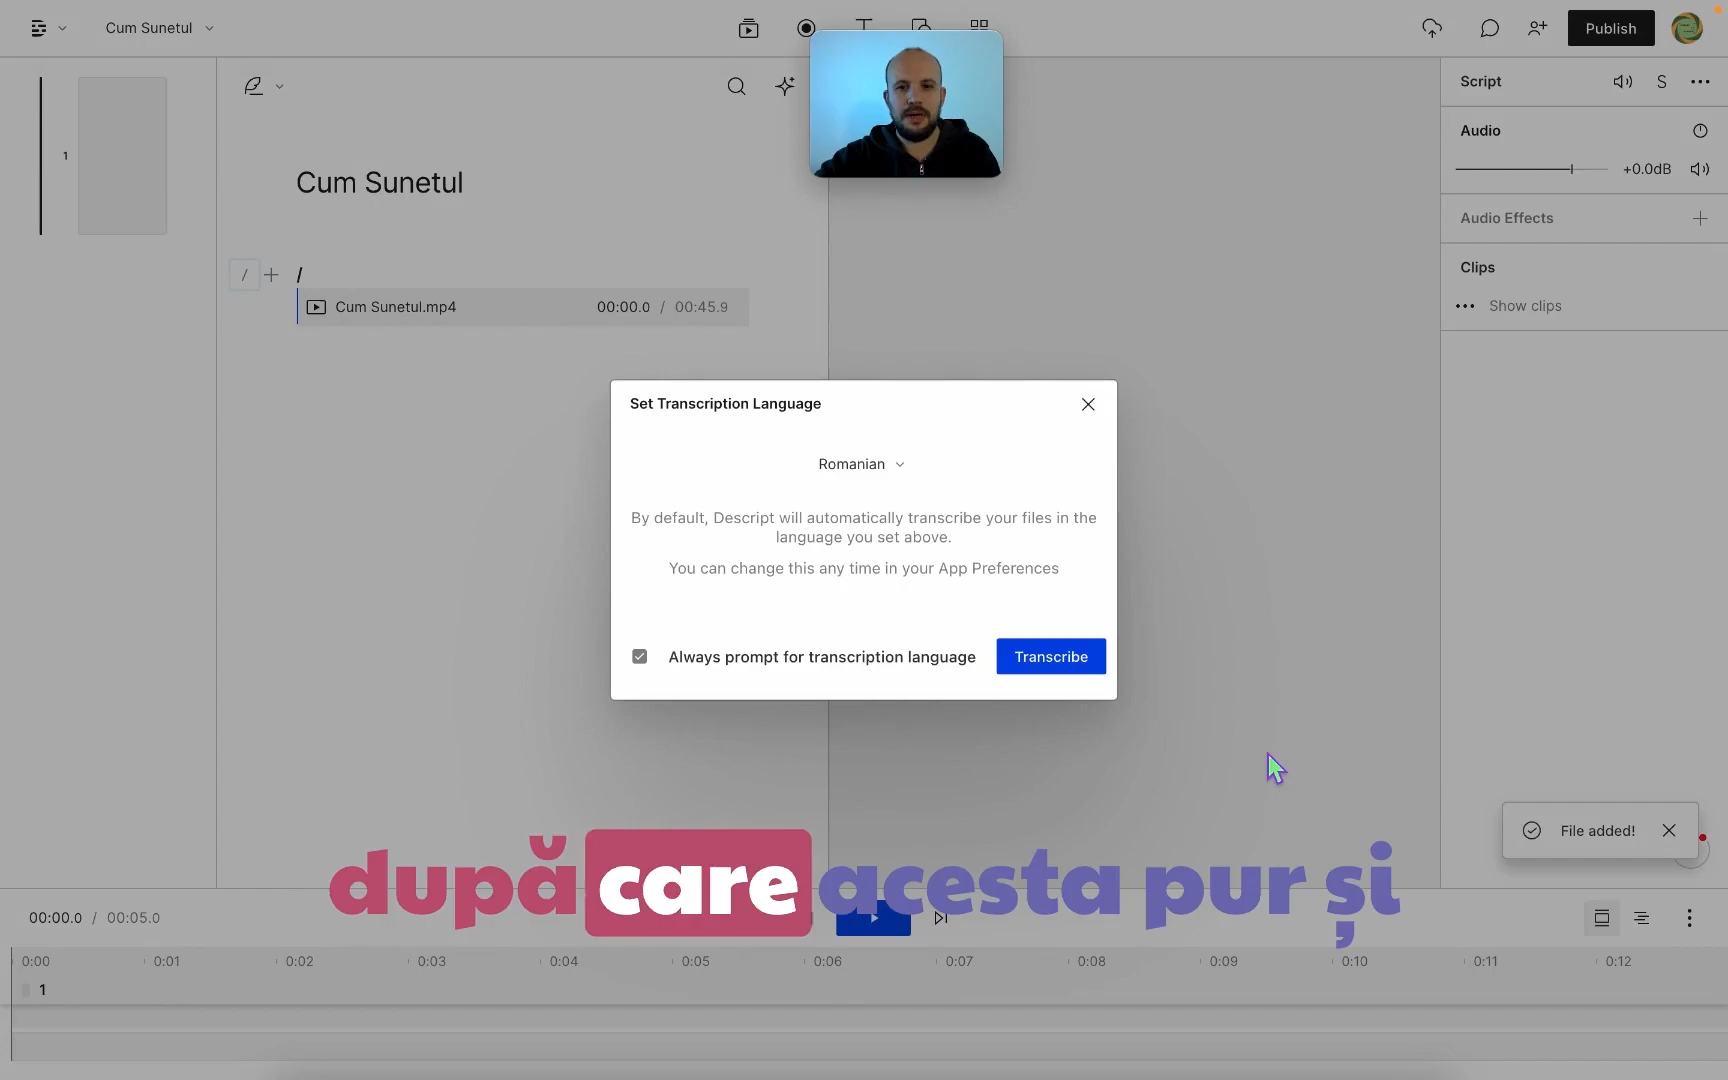 Cum Sunetul
Publish
Script
S
Audio
+0.0dB
Audio Effects
Clips
Show clips
1
Cum Sunetul
/
/
Cum Sunetul.mp4 00:00.0 / 00:45.9
Set Transcription Language
Romanian
By default, Descript will automatically transcribe your files in the
language you set above.
You can change this any time in your App Preferences
Always prompt for transcription language
Transcribe
File added!
după care acesta pur și
00:00.0 / 00:05.0
0:00 0:01 0:02 0:03 0:04 0:05 0:06 0:07 0:08 0:09 0:10 0:11 0:12
1